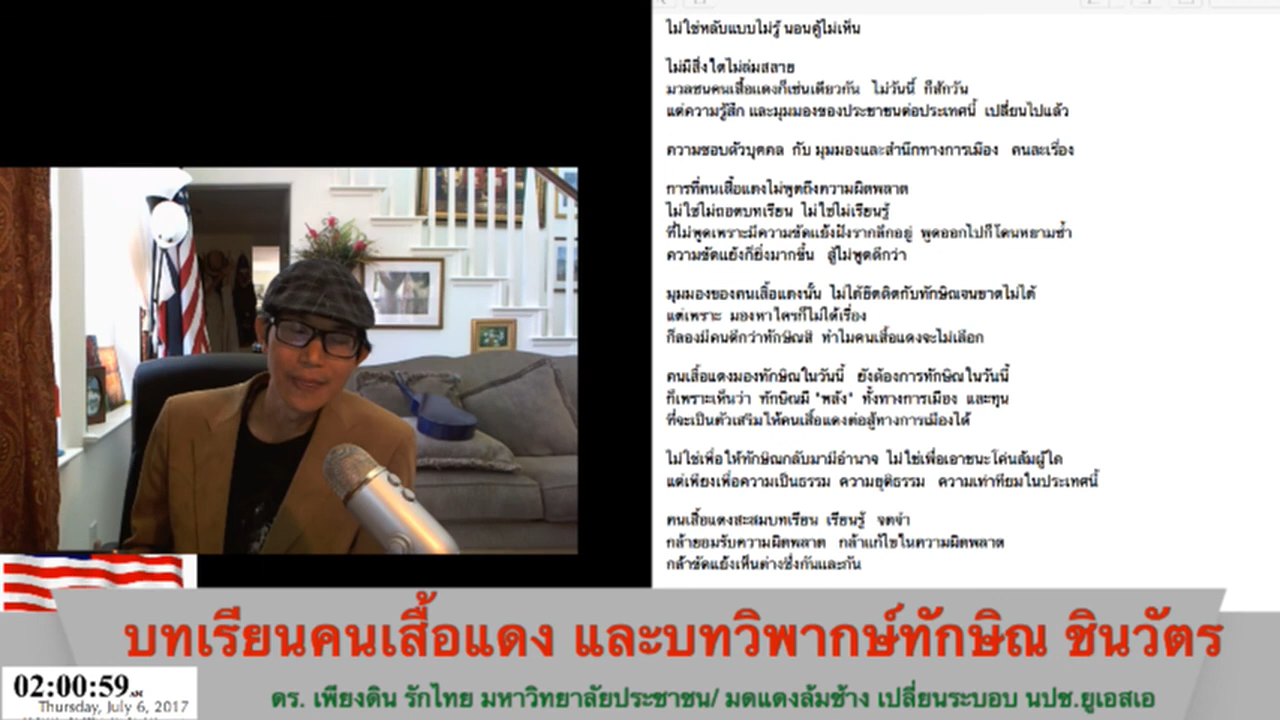 ไม่ใช่หลับแบบไม่รู้ นอนคู้ไม่เห็น
ไม่มีสิ่งใดไม่ล่มสลาย
มวลชนคนเสื้อแดงก็เช่นเดียวกัน ไม่วันนี้ ก็สักวัน
แต่ความรู้สึก และมุมมองของประชาชนต่อประเทศนี้ เปลี่ยนไปแล้ว
ความชอบตัวบุคคล กับ มุมมองและสำนึกทางการเมือง คนละเรื่อง
การที่คนเสื้อแดงไม่พูดถึงความผิดพลาด
ไม่ใช่ไม่ถอดบทเรียน ไม่ใช่ไม่เรียนรู้
ที่ไม่พูดเพราะมีความขัดแย้งฝังรากลึกอยู่ พูดออกไปก็โดนหยามซ้ำ
ความขัดแย้งก็ยิ่งมากขึ้น สู้ไม่พูดดีกว่า
มุมมองของคนเสื้อแดงนั้น ไม่ได้ยึดติดกับทักษิณจนขาดไม่ได้
แต่เพราะ มองหาใครก็ไม่ได้เรื่อง
ก็ลองมีคนดีกว่าทักษิณสิ ทำไมคนเสื้อแดงจะไม่เลือก
คนเสื้อแดงมองทักษิณในวันนี้ ยังต้องการทักษิณในวันนี้
ก็เพราะเห็นว่า ทักษิณมี "พลัง" ทั้งทางการเมือง และทุน
ที่จะเป็นตัวเสริมให้คนเสื้อแดงต่อสู้ทางการเมืองได้
ไม่ใช่เพื่อให้ทักษิณกลับมามีอำนาจ ไม่ใช่เพื่อเอาชนะโค่นล้มผู้ใด
แต่เพียงเพื่อความเป็นธรรม ความยุติธรรม ความเท่าเทียมในประเทศนี้
คนเสื้อแดงสะสมบทเรียน เรียนรู้ จดจำ
กล้ายอมรับความผิดพลาด กล้าแก้ไขในความผิดพลาด
กล้าขัดแย้งเห็นต่างซึ่งกันและกัน
บทเรียนคนเสื้อแดง และบทวิพากษ์ทักษิณ ชินวัตร
02:00:59 AM
Thursday, July 6, 2017
ดร. เพียงดิน รักไทย มหาวิทยาลัยประชาชน/ มดแดงล้มช้าง เปลี่ยนระบอบ นปช.ยูเอสเอ